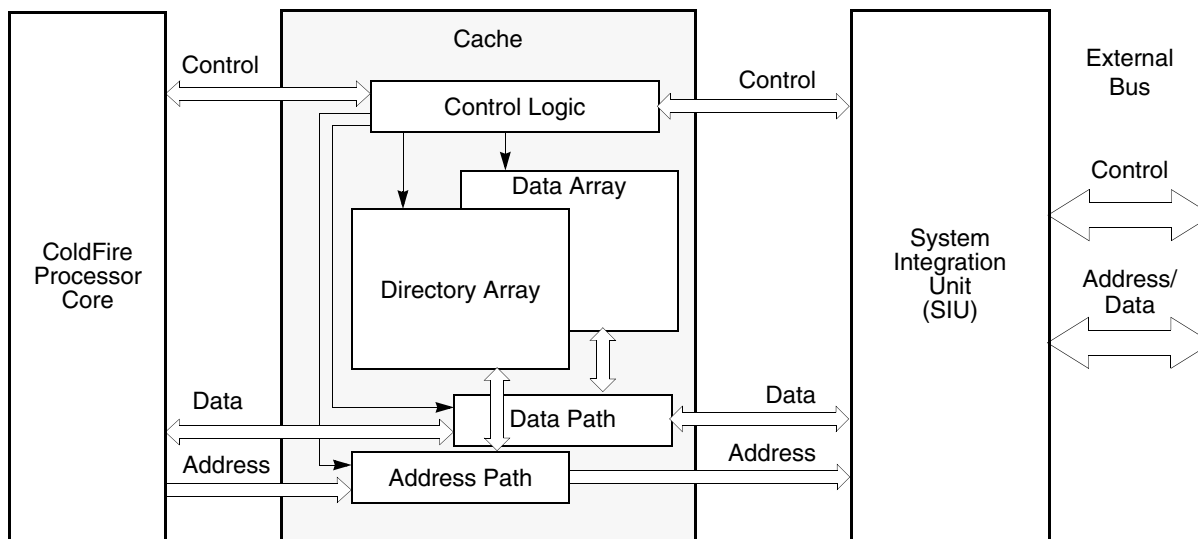 Cache
Control
Control
External
Bus
Control Logic
Control
Data Array
ColdFire
Processor
Core
Directory Array
System
Integration
Unit
(SIU)
Address/
Data
Data
Data Path
Data
Address
Address Path
Address